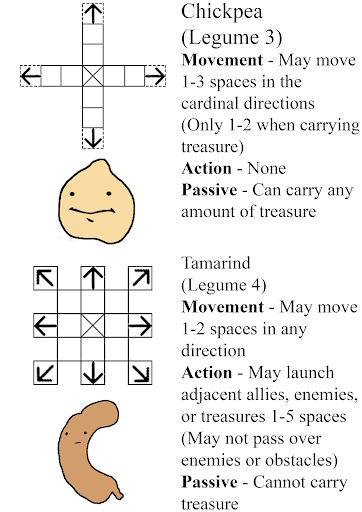 Chickpea
(Legume 3)
Movement - May move
1-3 spaces in the
cardinal directions
(Only 1-2 when carrying
treasure)
Action - None
Passive - Can carry any
amount of treasure
Tamarind
(Legume 4)
Movement - May move
1-2 spaces in any
direction
Action - May launch
adjacent allies, enemies,
or treasures 1-5 spaces
(May not pass over
enemies or obstacles)
Passive - Cannot carry
treasure